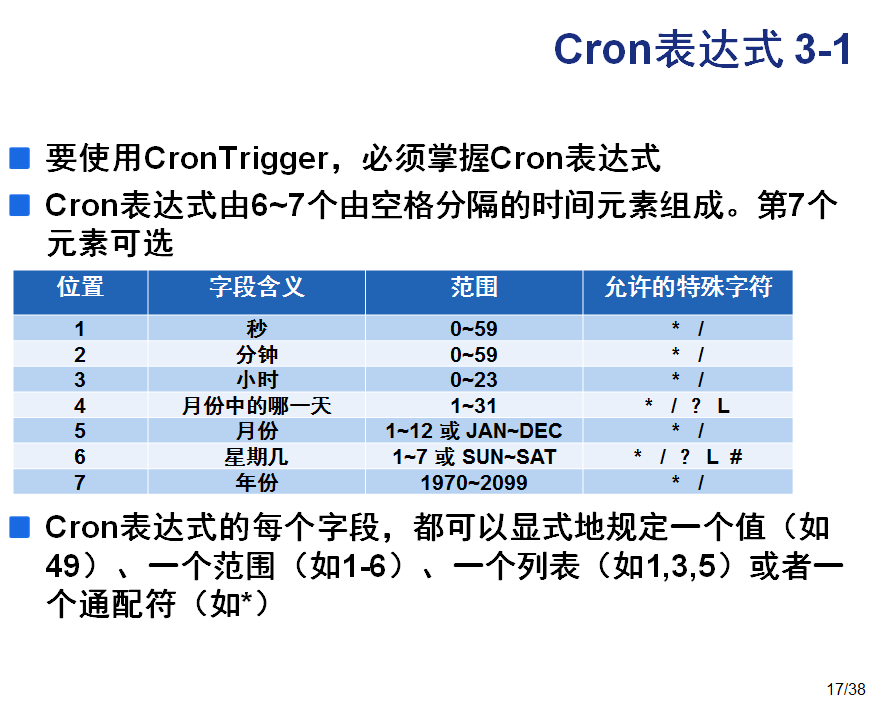 Cron表达式 3-1
要使用CronTrigger，必须掌握Cron表达式
Cron表达式由6~7个由空格分隔的时间元素组成。第7个
元素可选
位置 字段含义 范围 允许的特殊字符
1 秒 0~59 * /
2 分钟 0~59 * /
3 小时 0~23 * /
4 月份中的哪一天 1~31 * / ? L
5 月份 1~12 或 JAN~DEC * /
6 星期几 1~7 或 SUN~SAT * / ? L #
7 年份 1970~2099 * /
Cron表达式的每个字段，都可以显式地规定一个值（如
49）、一个范围（如1-6）、一个列表（如1,3,5）或者一
个通配符（如*）
17/38